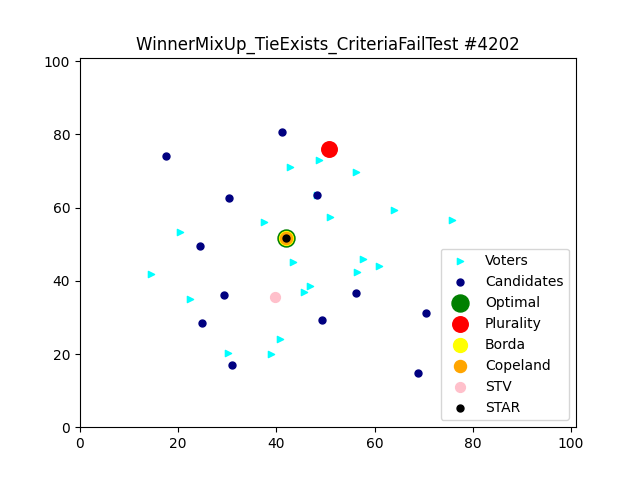 WinnerMixUp_TieExists_CriteriaFailTest #4202
100
80
60
40
20
0
0 20 40 60 80 100
Voters
Candidates
Optimal
Plurality
Borda
Copeland
STV
STAR